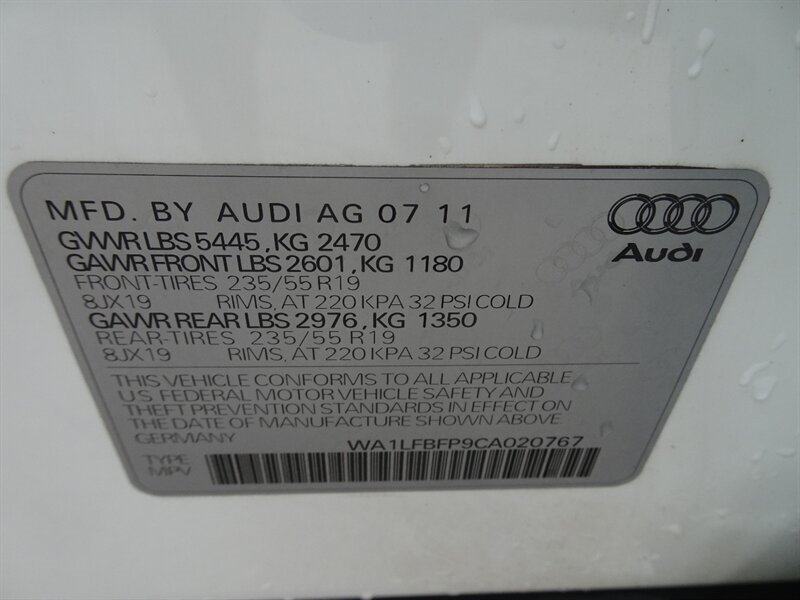 MFD. BY AUDI AG 07 11
GVWR LBS 5445, KG 2470
GAWR FRONT LBS 2601, KG 1180
FRONT-TIRES 235/55 R19
8JX19 RIMS, AT 220 KPA 32 PSI COLD
GAWR REAR LBS 2976, KG 1350
REAR-TIRES 235/55 R19
8JX19 RIMS, AT 220 KPA 32 PSI COLD
THIS VEHICLE CONFORMS TO ALL APPLICABLE
U.S. FEDERAL MOTOR VEHICLE SAFETY AND
THEFT PREVENTION STANDARDS IN EFFECT ON
THE DATE OF MANUFACTURE SHOWN ABOVE.
GERMANY WA1LFBFP9CA020767
TYPE
MPV
Audi